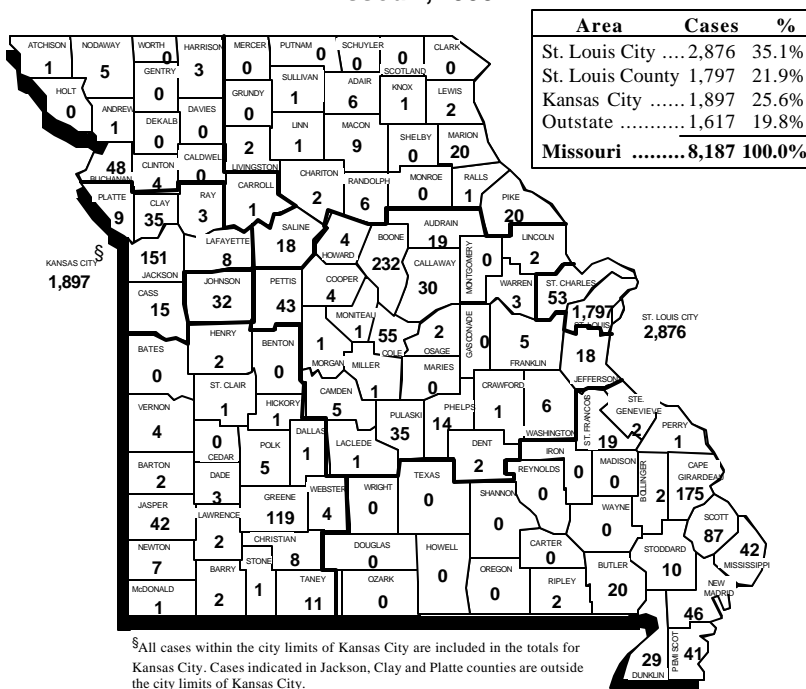 Area Cases %
St. Louis City ....2,876 35.1%
St. Louis County 1,797 21.9%
Kansas City ......1,897 25.6%
Outstate ...........1,617 19.8%
Missouri .........8,187 100.0%
ATCHISON
1
NODAWAY
5
WORTH
0
HARRISON
3
MERCER
0
PUTNAM
0
SCHUYLER
0
SCOTLAND
0
CLARK
0
HOLT
0
GENTRY
0
ANDREW
1
DEKALB
0
DAVIES
0
GRUNDY
0
SULLIVAN
1
ADAIR
6
KNOX
1
LEWIS
2
LINN
1
MACON
9
SHELBY
0
MARION
20
48
BUCHANAN
CLINTON
4
CALDWELL
0
2
LIVINGSTON
CHARITON
2
RANDOLPH
6
MONROE
0
RALLS
1
PIKE
20
PLATTE
9
CLAY
35
RAY
3
CARROLL
1
SALINE
18
4
HOWARD
BOONE
232
AUDRAIN
19
CALLAWAY
30
MONTGOMERY
0
LINCOLN
2
WARREN
3
ST. CHARLES
53
1,797
ST. LOUIS
ST. LOUIS CITY
2,876
§
KANSAS CITY
1,897
151
JACKSON
LAFAYETTE
8
CASS
15
JOHNSON
32
PETTIS
43
COOPER
4
MONITEAU
1
55
COLE
2
OSAGE
GASCONADE
0
5
FRANKLIN
18
JEFFERSON
BATES
0
HENRY
2
BENTON
0
1
MORGAN
MILLER
1
MARIES
0
CRAWFORD
1
6
WASHINGTON
ST. FRANCOIS
19
STE.
GENEVIEVE
2
PERRY
1
VERNON
4
ST. CLAIR
1
HICKORY
1
CAMDEN
5
PULASKI
35
PHELPS
14
DENT
2
IRON
0
MADISON
0
BOLLINGER
2
CAPE
GIRARDEAU
175
0
CEDAR
POLK
5
DALLAS
1
LACLEDE
1
TEXAS
0
REYNOLDS
0
BARTON
2
DADE
3
GREENE
119
WEBSTER
4
WRIGHT
0
SHANNON
0
WAYNE
0
SCOTT
87
42
MISSISSIPPI
JASPER
42
LAWRENCE
2
CHRISTIAN
8
DOUGLAS
0
HOWELL
0
CARTER
0
BUTLER
20
STODDARD
10
NEW
MADRID
46
NEWTON
7
BARRY
2
STONE
1
TANEY
11
OZARK
0
OREGON
0
RIPLEY
2
McDONALD
1
29
DUNKLIN
PEMISCOT
41
§All cases within the city limits of Kansas City are included in the totals for
Kansas City. Cases indicated in Jackson, Clay and Platte counties are outside
the city limits of Kansas City.